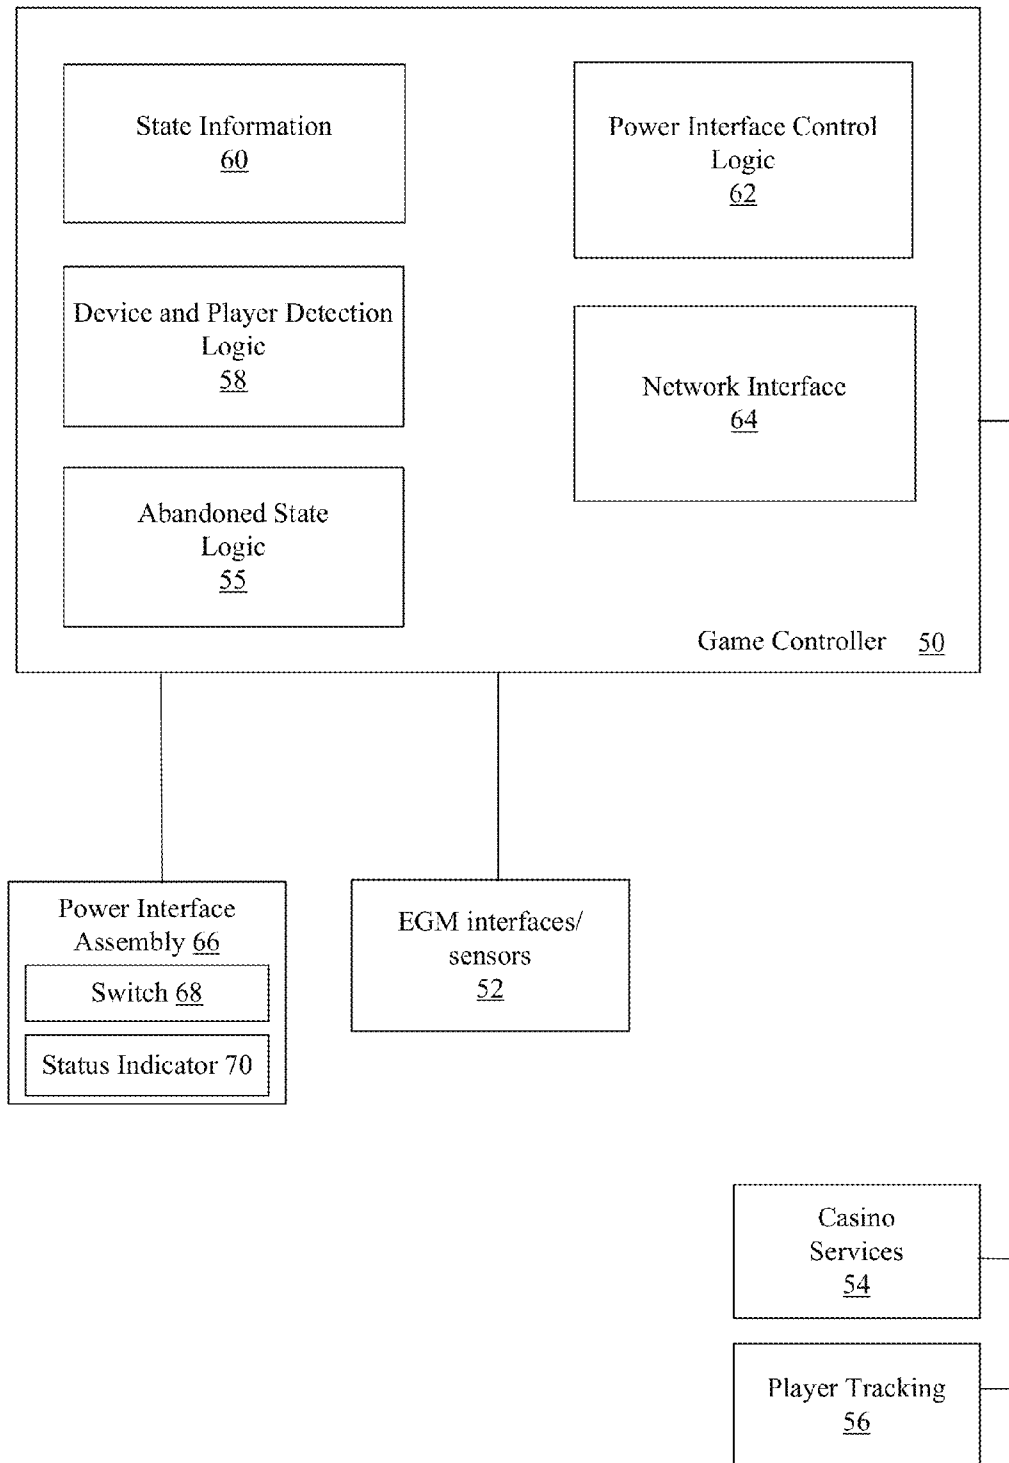 State Information
60
Power Interface Control
Logic
62
Device and Player Detection
Logic
58
Network Interface
64
Abandoned State
Logic
55
Game Controller 50
Power Interface
Assembly 66
Switch 68
Status Indicator 70
EGM interfaces/
sensors
52
Casino
Services
54
Player Tracking
56